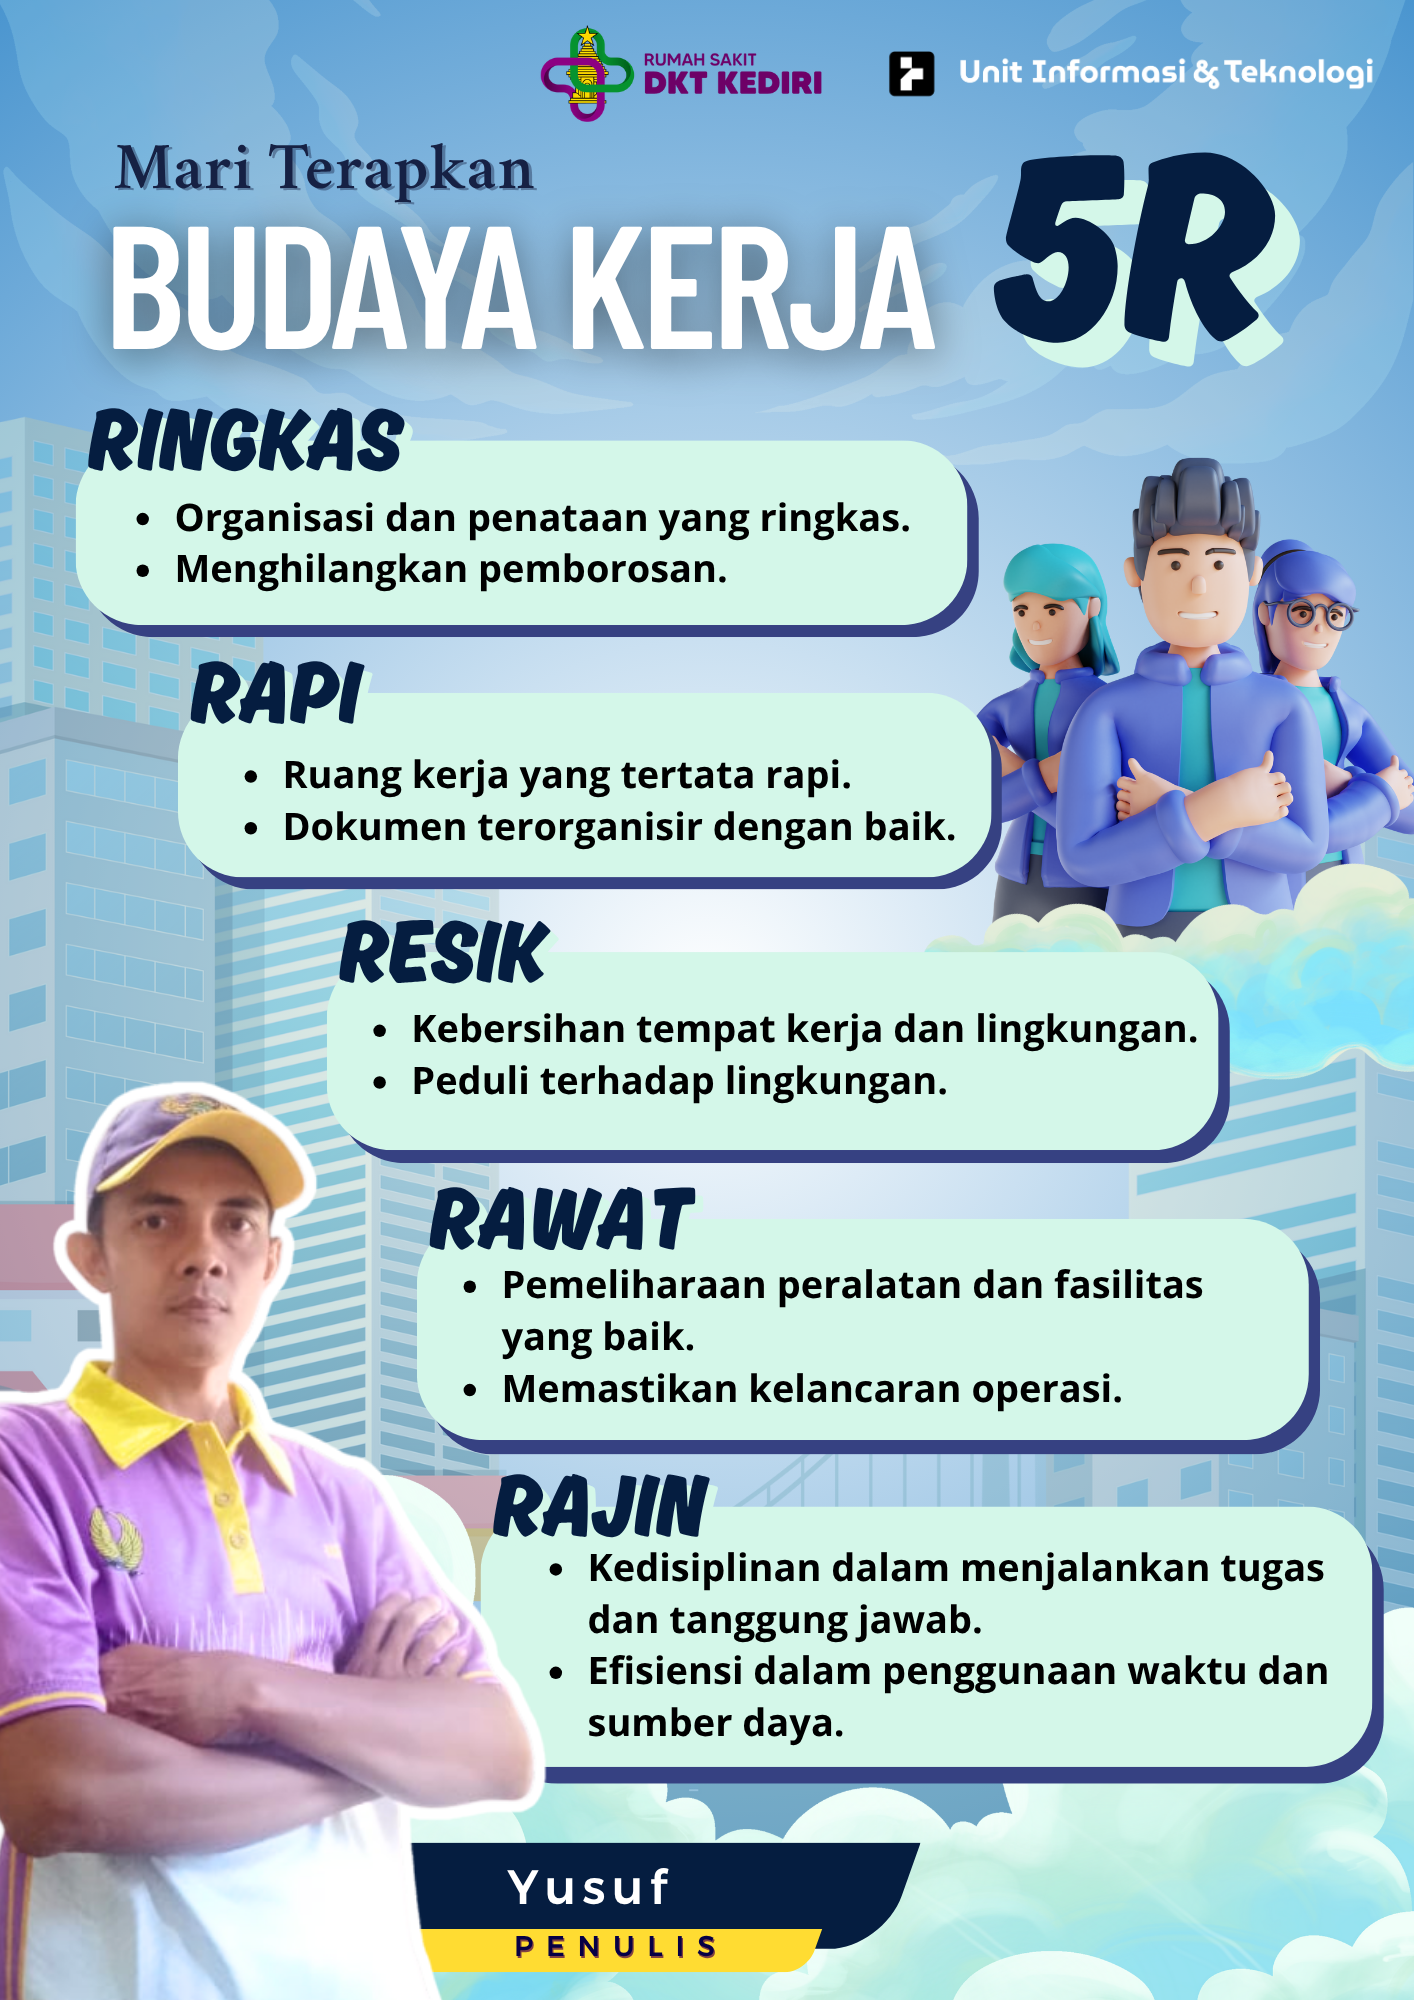 RUMAH SAKIT
DKT KEDIRI
Unit Informasi & Teknologi
Mari Terapkan
BUDAYA KERJA
5R
RINGKAS
• Organisasi dan penataan yang ringkas.
• Menghilangkan pemborosan.
RAPI
• Ruang kerja yang tertata rapi.
• Dokumen terorganisir dengan baik.
RESIK
• Kebersihan tempat kerja dan lingkungan.
• Peduli terhadap lingkungan.
RAWAT
• Pemeliharaan peralatan dan fasilitas
yang baik.
• Memastikan kelancaran operasi.
RAJIN
• Kedisiplinan dalam menjalankan tugas
dan tanggung jawab.
• Efisiensi dalam penggunaan waktu dan
sumber daya.
Yusuf
PENULIS